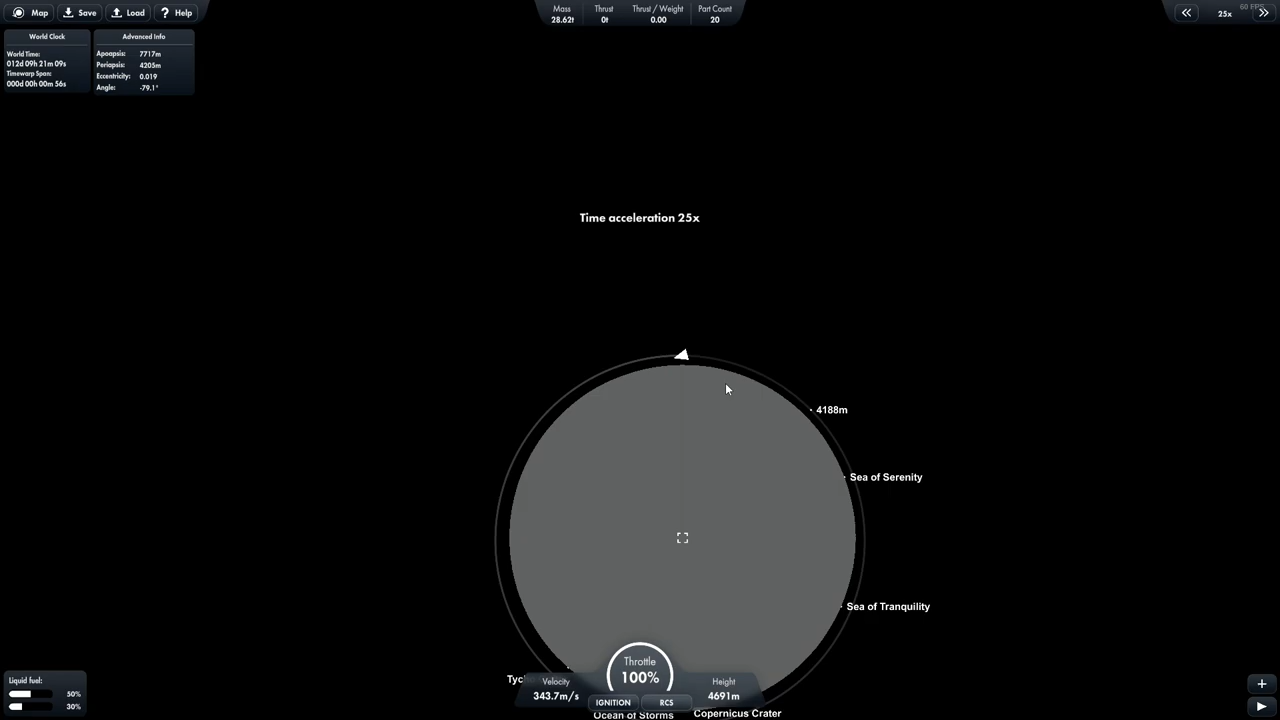 Map
Save
Load
Help
Mass
28.62t
Thrust
0t
Thrust / Weight
0.00
Part Count
20
60 FPS
25x
World Clock
World Time:
012d 09h 21m 09s
Timewarp Span:
000d 00h 00m 56s
Advanced Info
Apoapsis: 7717m
Periapsis: 4205m
Eccentricity: 0.019
Angle: -79.1°
Time acceleration 25x
4188m
Sea of Serenity
Sea of Tranquility
Tyc
Throttle
100%
Velocity
343.7m/s
Height
4691m
IGNITION
RCS
Ocean of Storms
Copernicus Crater
Liquid fuel:
50%
30%